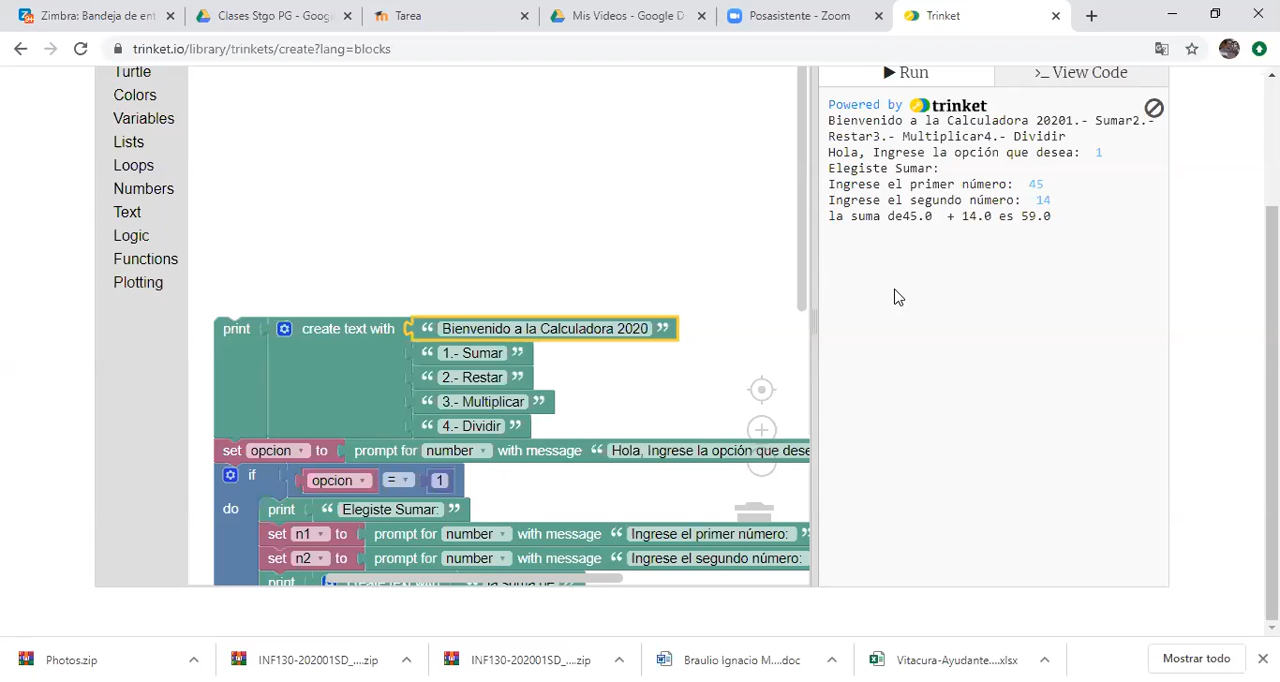 Zimbra: Bandeja de ent
Clases Stgo PG - Goog
Tarea
Mis Videos - Google D
Posasistente - Zoom
Trinket
trinket.io/library/trinkets/create?lang=blocks
Turtle
Colors
Variables
Lists
Loops
Numbers
Text
Logic
Functions
Plotting
print create text with “ Bienvenido a la Calculadora 2020 ”
“ 1.- Sumar ”
“ 2.- Restar ”
“ 3.- Multiplicar ”
“ 4.- Dividir ”
set opcion to prompt for number with message “ Hola, Ingrese la opción que dese
if opcion = 1
do print “ Elegiste Sumar: ”
set n1 to prompt for number with message “ Ingrese el primer número: ”
set n2 to prompt for number with message “ Ingrese el segundo número:
print create text with “ la suma de ”
Run
>_ View Code
Powered by trinket
Bienvenido a la Calculadora 20201.- Sumar2.-
Restar3.- Multiplicar4.- Dividir
Hola, Ingrese la opción que desea: 1
Elegiste Sumar:
Ingrese el primer número: 45
Ingrese el segundo número: 14
la suma de45.0 + 14.0 es 59.0
Photos.zip
INF130-202001SD_....zip
INF130-202001SD_....zip
Braulio Ignacio M....doc
Vitacura-Ayudante....xlsx
Mostrar todo